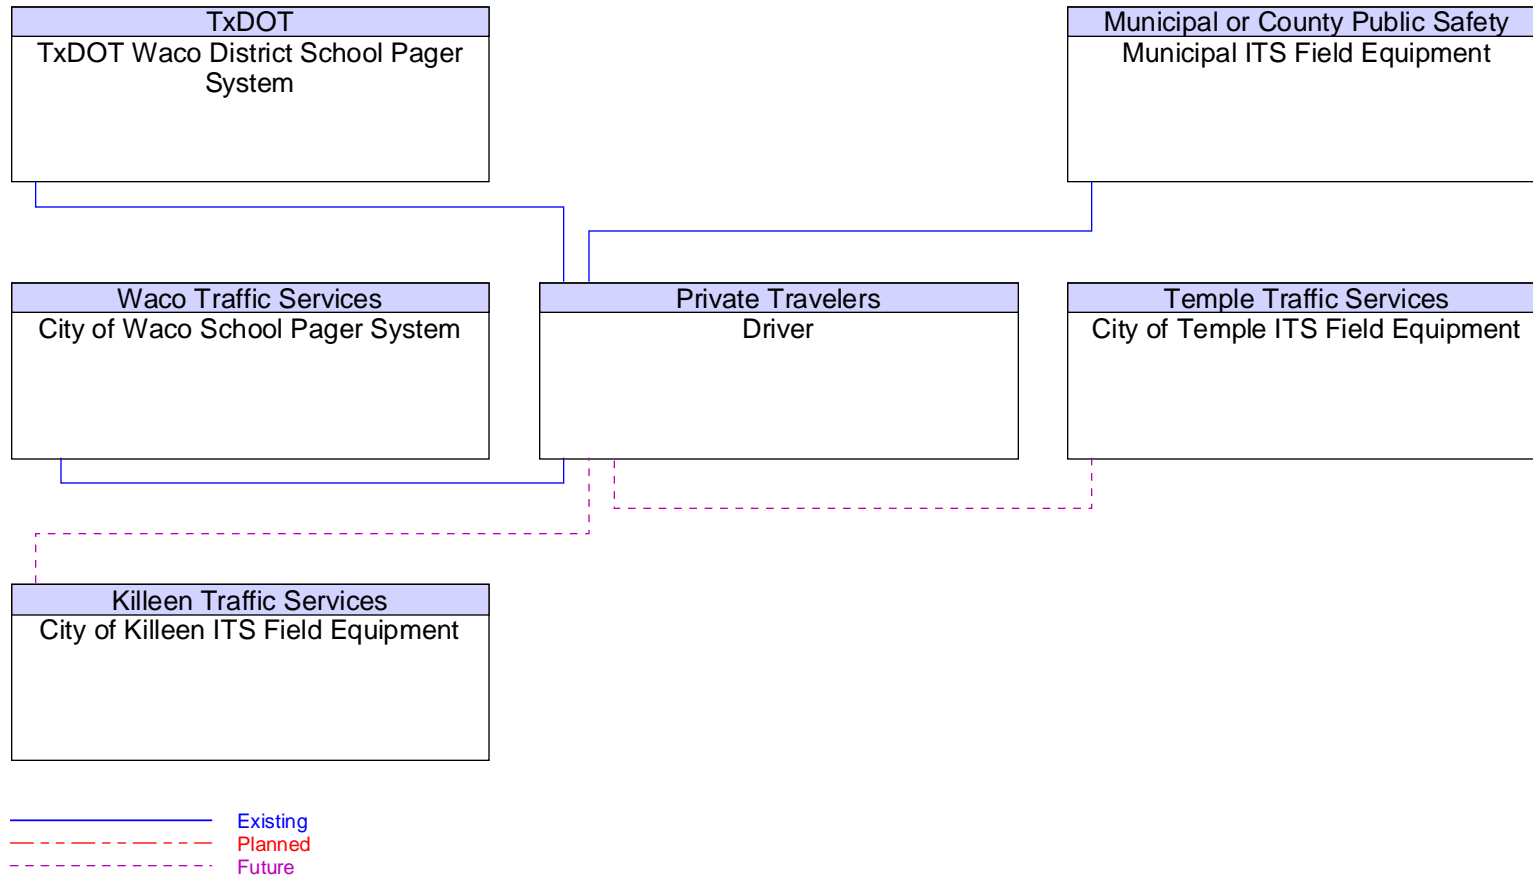 TxDOT
TxDOT Waco District School Pager
System
Municipal or County Public Safety
Municipal ITS Field Equipment
Waco Traffic Services
City of Waco School Pager System
Private Travelers
Driver
Temple Traffic Services
City of Temple ITS Field Equipment
Killeen Traffic Services
City of Killeen ITS Field Equipment
Existing
Planned
Future